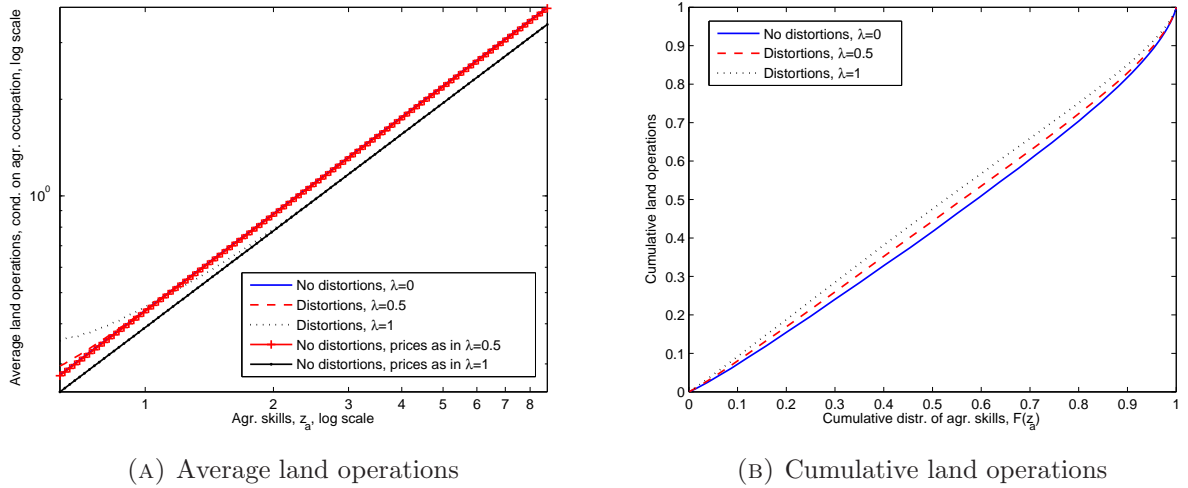 Average land operations, cond. on agr. occupation, log scale
10⁰
No distortions, λ=0
Distortions, λ=0.5
Distortions, λ=1
No distortions, prices as in λ=0.5
No distortions, prices as in λ=1
1 2 3 4 5 6 7 8
Agr. skills, zₐ, log scale
(A) Average land operations
Cumulative land operations
1
0.9
0.8
0.7
0.6
0.5
0.4
0.3
0.2
0.1
0
No distortions, λ=0
Distortions, λ=0.5
Distortions, λ=1
0 0.1 0.2 0.3 0.4 0.5 0.6 0.7 0.8 0.9 1
Cumulative distr. of agr. skills, F(zₐ)
(B) Cumulative land operations